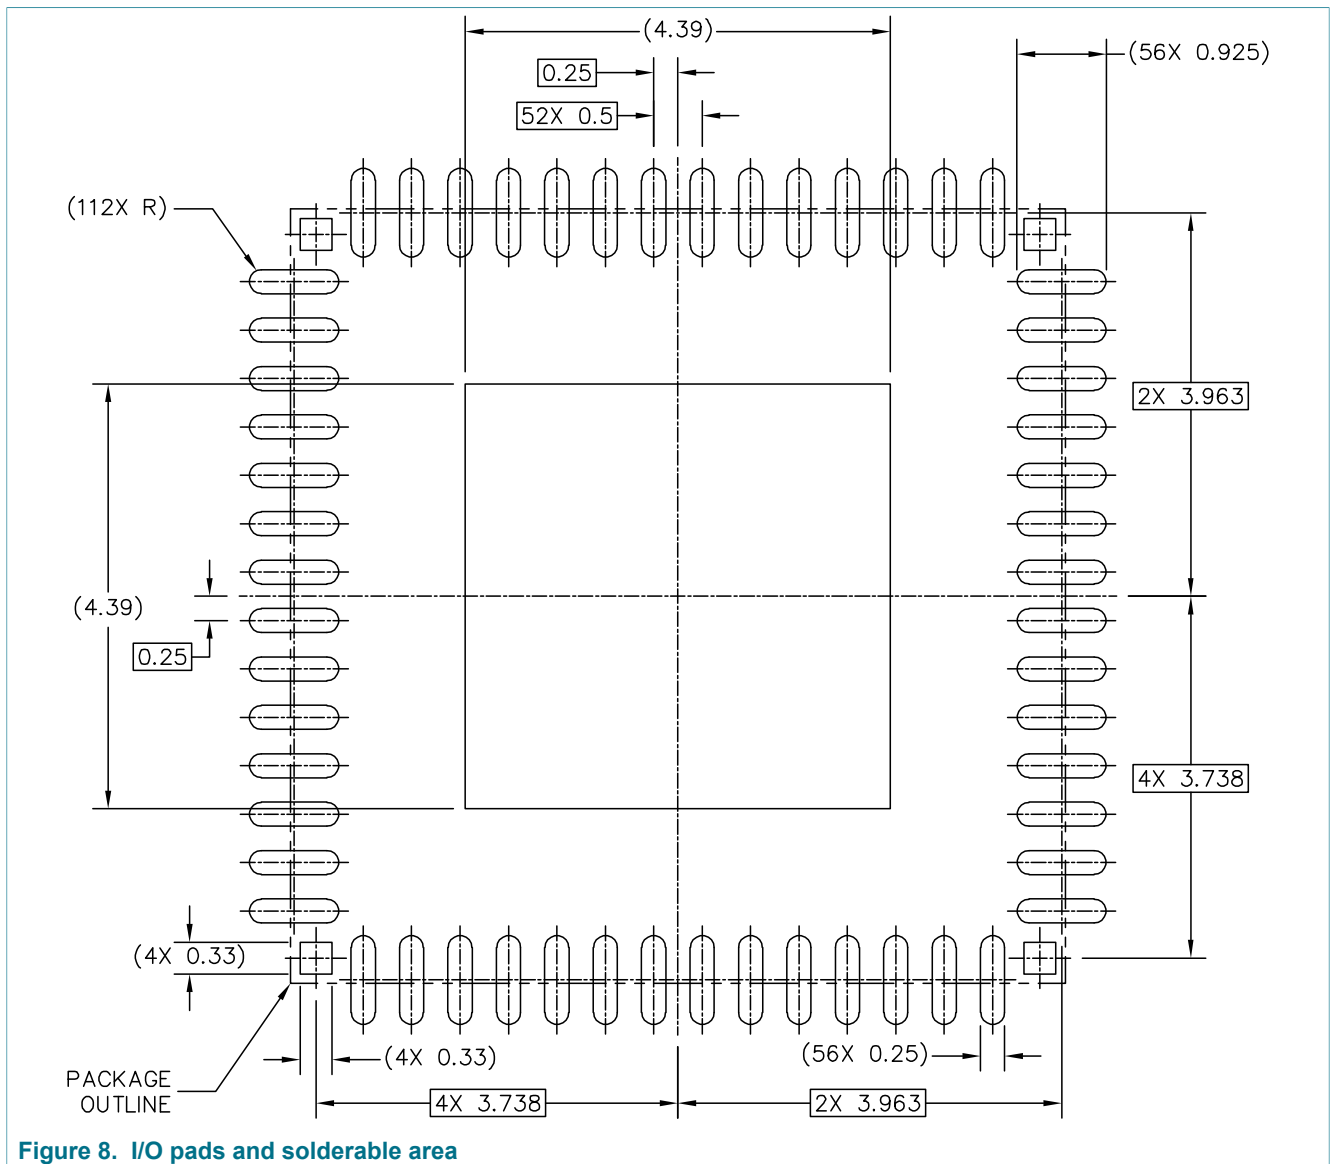 (4.39)
(56X 0.925)
0.25
52X 0.5
(112X R)
2X 3.963
(4.39)
0.25
4X 3.738
(4X 0.33)
(4X 0.33)
(56X 0.25)
PACKAGE
OUTLINE
4X 3.738
2X 3.963
Figure 8. I/O pads and solderable area